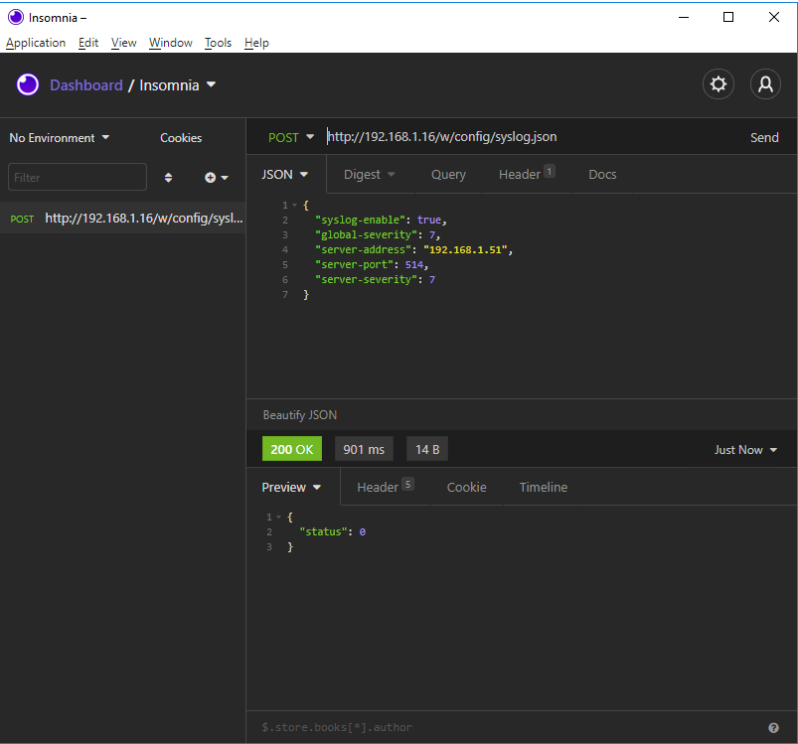 Insomnia –
Application Edit View Window Tools Help
Dashboard / Insomnia
No Environment Cookies
POST http://192.168.1.16/w/config/syslog.json Send
Filter
JSON Digest Query Header 1 Docs
POST http://192.168.1.16/w/config/sysl...
1 {
2 "syslog-enable": true,
3 "global-severity": 7,
4 "server-address": "192.168.1.51",
5 "server-port": 514,
6 "server-severity": 7
7 }
Beautify JSON
200 OK 901 ms 14 B Just Now
Preview Header 5 Cookie Timeline
1 {
2 "status": 0
3 }
$.store.books[*].author